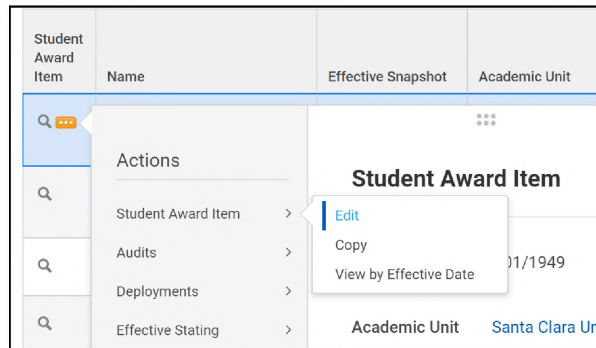 Student
Award
Item
Name
Effective Snapshot
Academic Unit
Actions
Student Award Item
Student Award Item
Edit
Audits
Copy
01/1949
View by Effective Date
Deployments
Effective Stating
Academic Unit
Santa Clara